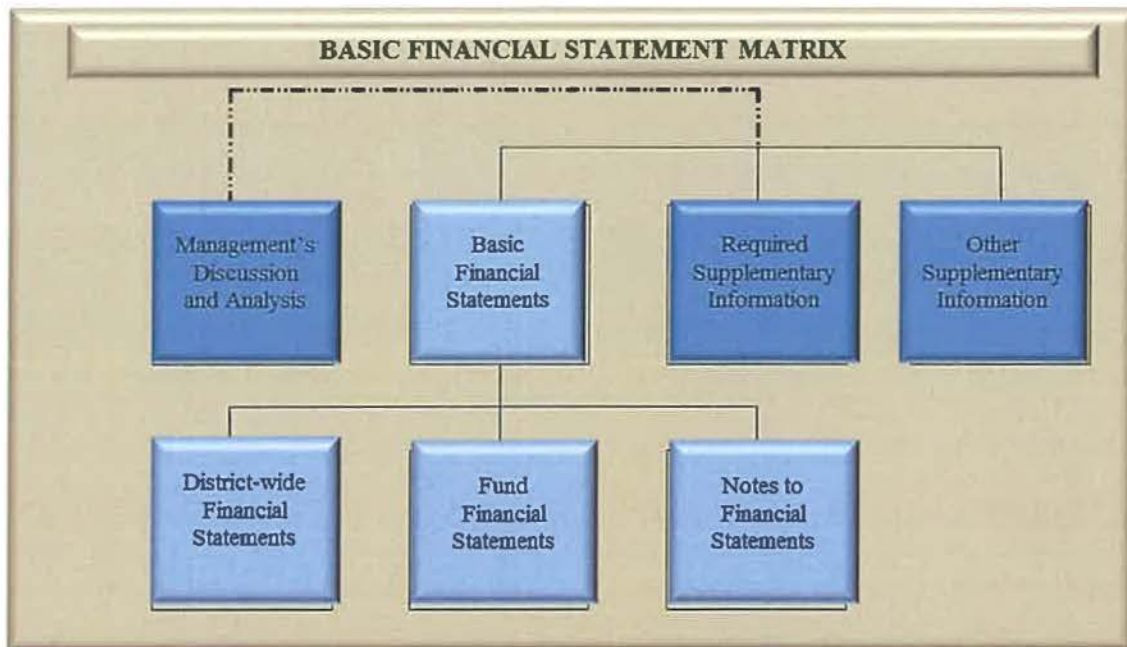 BASIC FINANCIAL STATEMENT MATRIX
Management's
Discussion
and Analysis
Basic
Financial
Statements
Required
Supplementary
Information
Other
Supplementary
Information
District-wide
Financial
Statements
Fund
Financial
Statements
Notes to
Financial
Statements